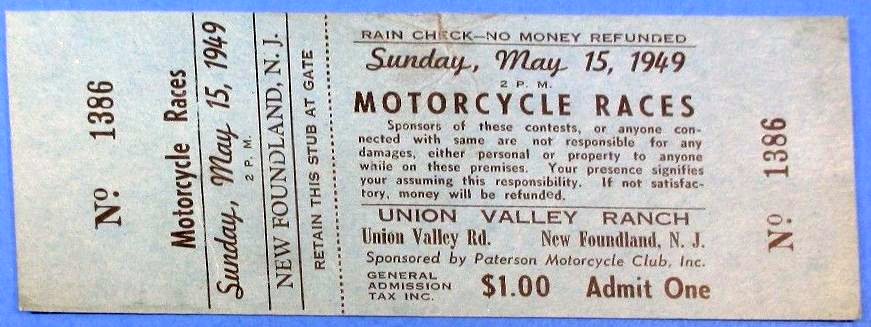 Nº 1386
Motorcycle Races
Sunday, May 15, 1949
2 P. M.
NEW FOUNDLAND, N. J.
RETAIN THIS STUB AT GATE
RAIN CHECK—NO MONEY REFUNDED
Sunday, May 15, 1949
2 P. M.
MOTORCYCLE RACES
Sponsors of these contests, or anyone con-
nected with same are not responsible for any
damages, either personal or property to anyone
while on these premises. Your presence signifies
your assuming this responsibility. If not satisfac-
tory, money will be refunded.
UNION VALLEY RANCH
Union Valley Rd. New Foundland, N. J.
Sponsored by Paterson Motorcycle Club, Inc.
GENERAL
ADMISSION
TAX INC.
$1.00 Admit One
Nº 1386